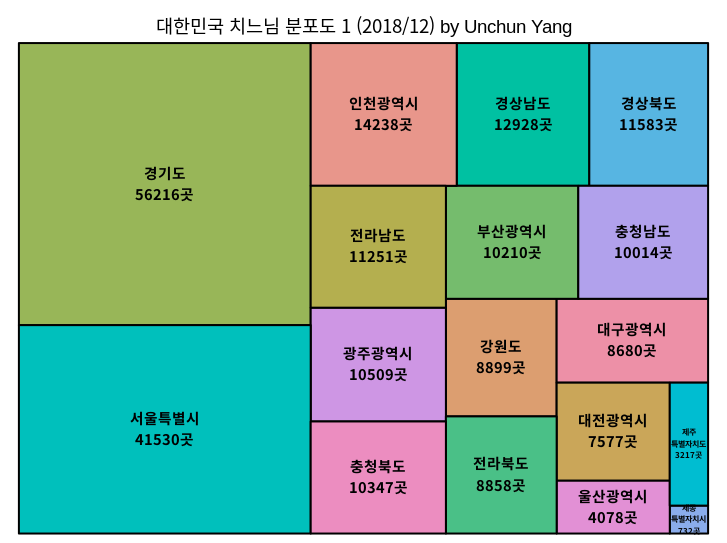 대한민국 치느님 분포도 1 (2018/12) by Unchun Yang
경기도
56216곳
인천광역시
14238곳
경상남도
12928곳
경상북도
11583곳
전라남도
11251곳
부산광역시
10210곳
충청남도
10014곳
광주광역시
10509곳
강원도
8899곳
대구광역시
8680곳
서울특별시
41530곳
충청북도
10347곳
전라북도
8858곳
대전광역시
7577곳
제주
특별자치도
3217곳
울산광역시
4078곳
세종
특별자치시
732곳